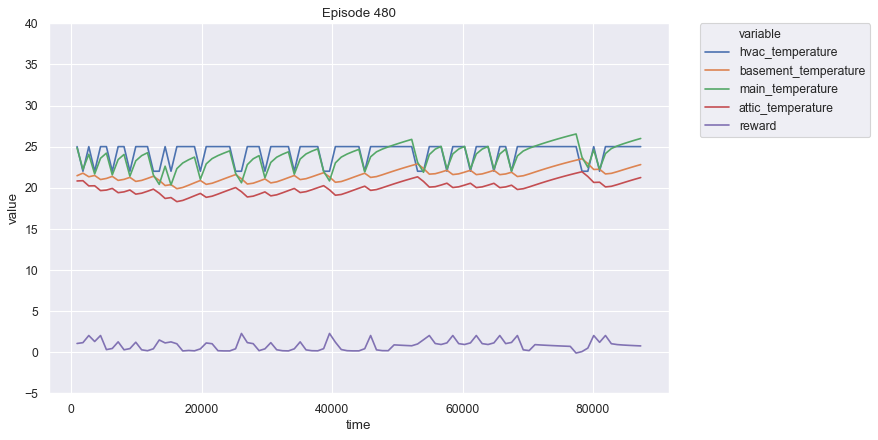 Episode 480
40
35
30
25
20
15
10
5
0
−5
value
0
20000
40000
60000
80000
time
variable
hvac_temperature
basement_temperature
main_temperature
attic_temperature
reward